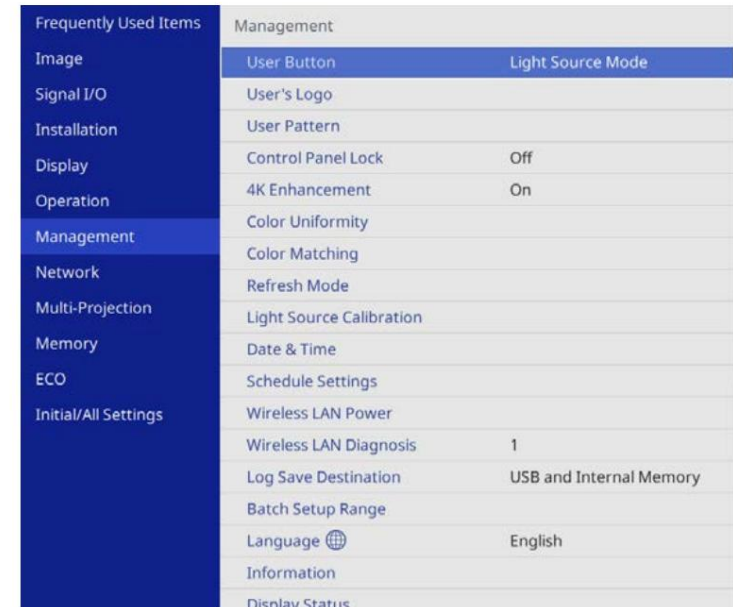 Frequently Used Items
Image
Signal I/O
Installation
Display
Operation
Management
Network
Multi-Projection
Memory
ECO
Initial/All Settings
Management
User Button Light Source Mode
User's Logo
User Pattern
Control Panel Lock Off
4K Enhancement On
Color Uniformity
Color Matching
Refresh Mode
Light Source Calibration
Date & Time
Schedule Settings
Wireless LAN Power
Wireless LAN Diagnosis 1
Log Save Destination USB and Internal Memory
Batch Setup Range
Language English
Information
Display Status